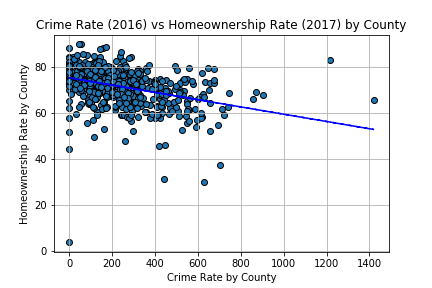 Crime Rate (2016) vs Homeownership Rate (2017) by County
Homeownership Rate by County
80
60
40
20
0
0 200 400 600 800 1000 1200 1400
Crime Rate by County